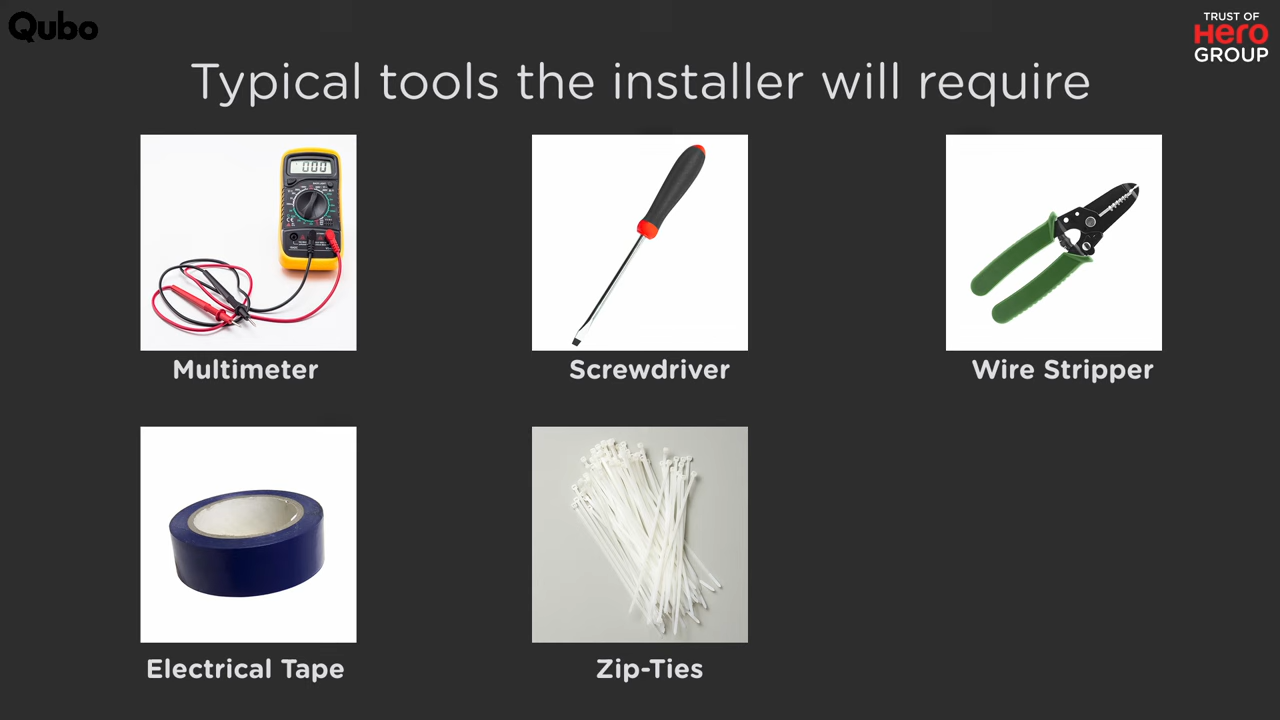 Qubo
TRUST OF
Hero
GROUP
Typical tools the installer will require
000
Multimeter
Screwdriver
Wire Stripper
Electrical Tape
Zip-Ties